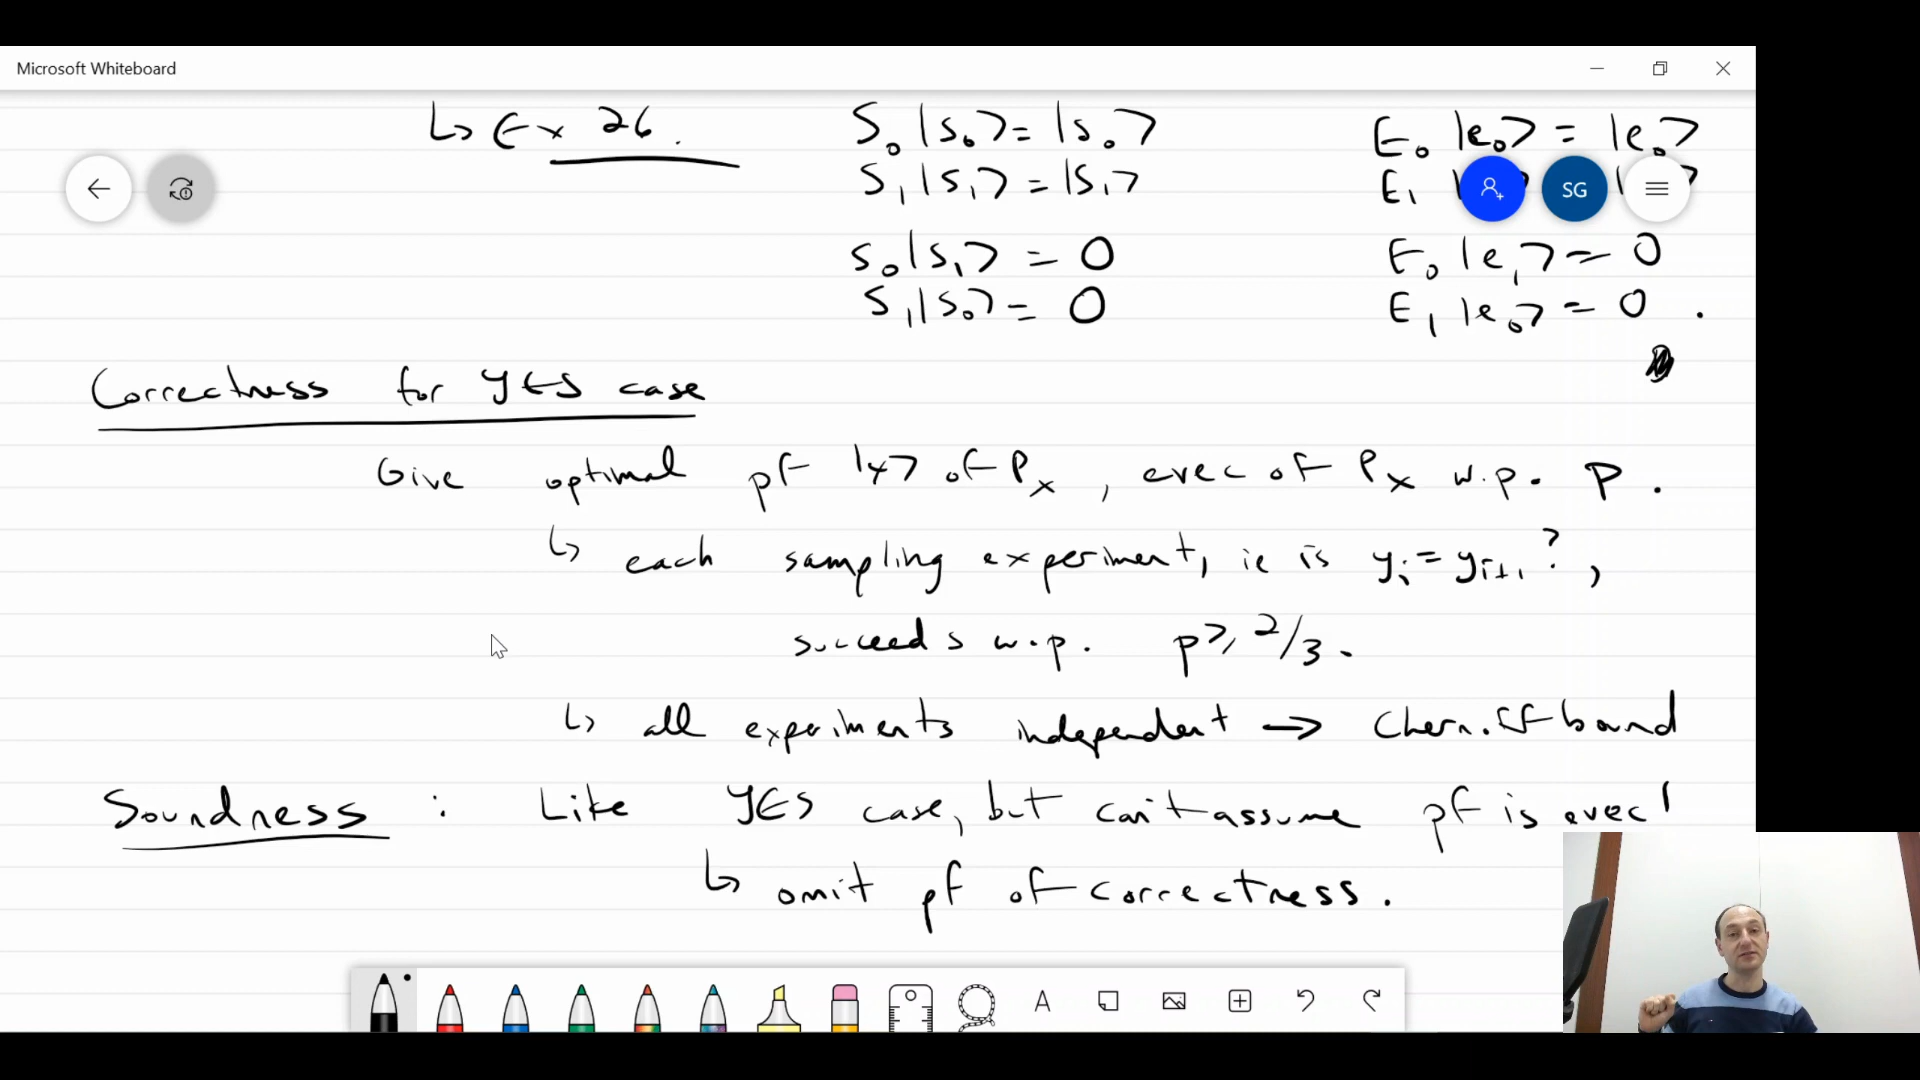 Microsoft Whiteboard
↳ Ex 26.
S₀|s₀⟩ = |s₀⟩
E₀|e₀⟩ = |e₀⟩
S₁|s₁⟩ = |s₁⟩
E₁
SG
S₀|s₁⟩ = 0
E₀|e₁⟩ = 0
S₁|s₀⟩ = 0
E₁|e₀⟩ = 0.
Correctness for YES case
Give optimal pf |ψ⟩ of Pₓ, evec of Pₓ w.p. p.
↳ each sampling experiment, ie is yᵢ = yᵢ₊₁?,
succeeds w.p. p ≥ 2/3.
↳ all experiments independent → Chernoff bound
Soundness: Like YES case, but can't assume pf is evec!
↳ omit pf of correctness.
A